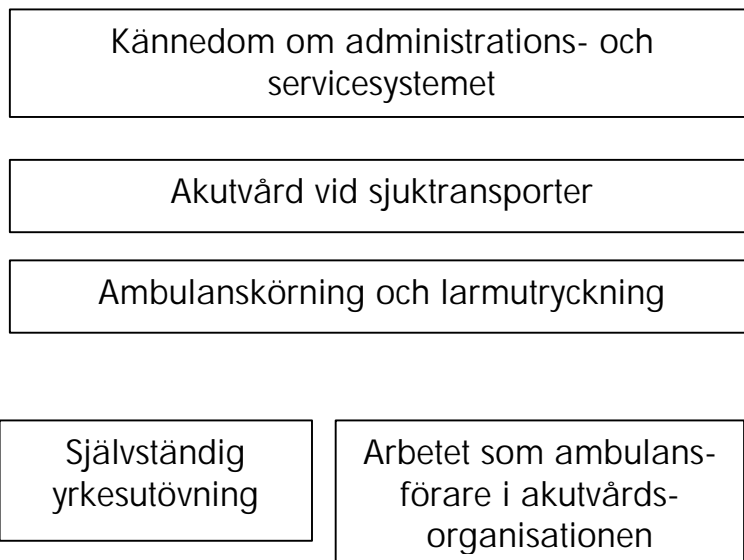 Kännedom om administrations- och
servicesystemet
Akutvård vid sjuktransporter
Ambulanskörning och larmutryckning
Självständig
yrkesutövning
Arbetet som ambulans-
förare i akutvårds-
organisationen